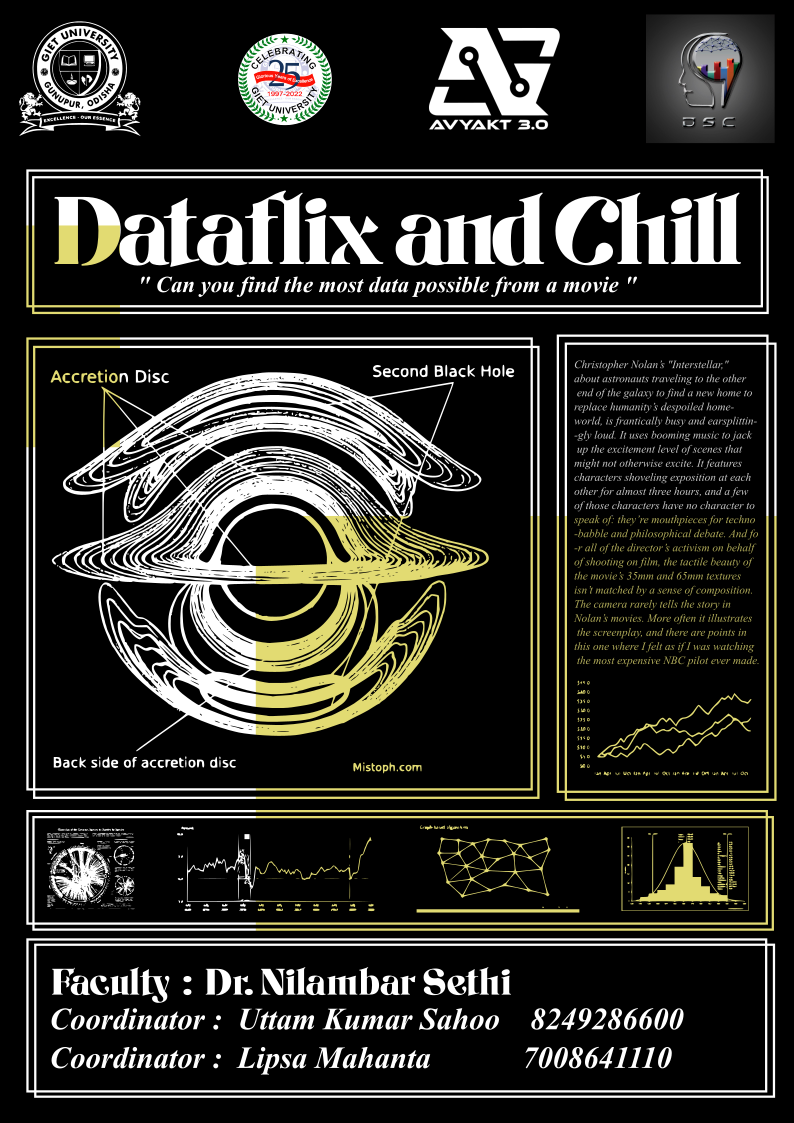 GIET UNIVERSITY
GUNUPUR, ODISHA
EXCELLENCE - OUR ESSENCE
CELEBRATING
25
Glorious Years of Excellence
1997-2022
GIET UNIVERSITY
AVYAKT 3.0
DSC
Dataflix and Chill
" Can you find the most data possible from a movie "
Accretion Disc
Second Black Hole
Back side of accretion disc
Mistoph.com
Christopher Nolan's "Interstellar,"
about astronauts traveling to the other
end of the galaxy to find a new home to
replace humanity's despoiled home-
world, is frantically busy and earsplittin-
-gly loud. It uses booming music to jack
up the excitement level of scenes that
might not otherwise excite. It features
characters shoveling exposition at each
other for almost three hours, and a few
of those characters have no character to
speak of: they're mouthpieces for techno
-babble and philosophical debate. And fo
-r all of the director's activism on behalf
of shooting on film, the tactile beauty of
the movie's 35mm and 65mm textures
isn't matched by a sense of composition.
The camera rarely tells the story in
Nolan's movies. More often it illustrates
the screenplay, and there are points in
this one where I felt as if I was watching
the most expensive NBC pilot ever made.
Faculty : Dr. Nilambar Sethi
Coordinator : Uttam Kumar Sahoo 8249286600
Coordinator : Lipsa Mahanta 7008641110